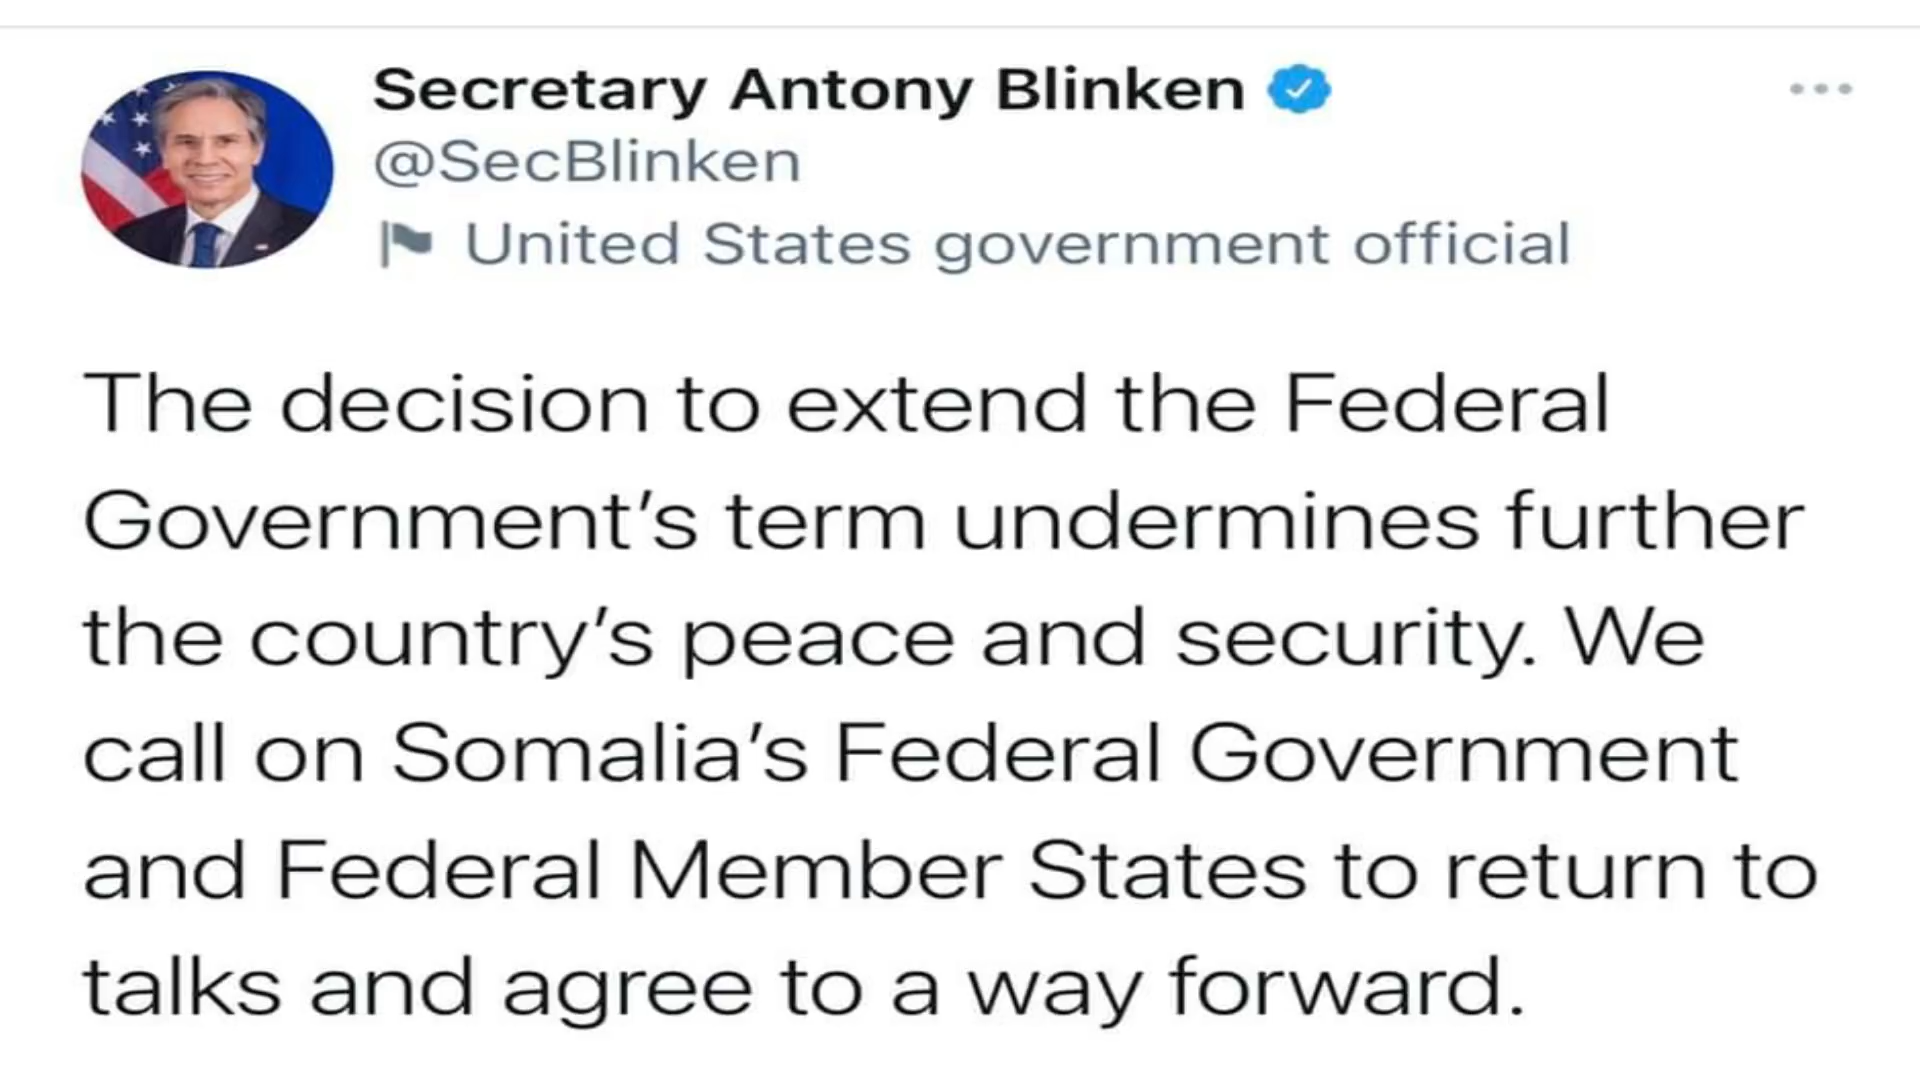 Secretary Antony Blinken
@SecBlinken
United States government official
The decision to extend the Federal
Government’s term undermines further
the country’s peace and security. We
call on Somalia’s Federal Government
and Federal Member States to return to
talks and agree to a way forward.